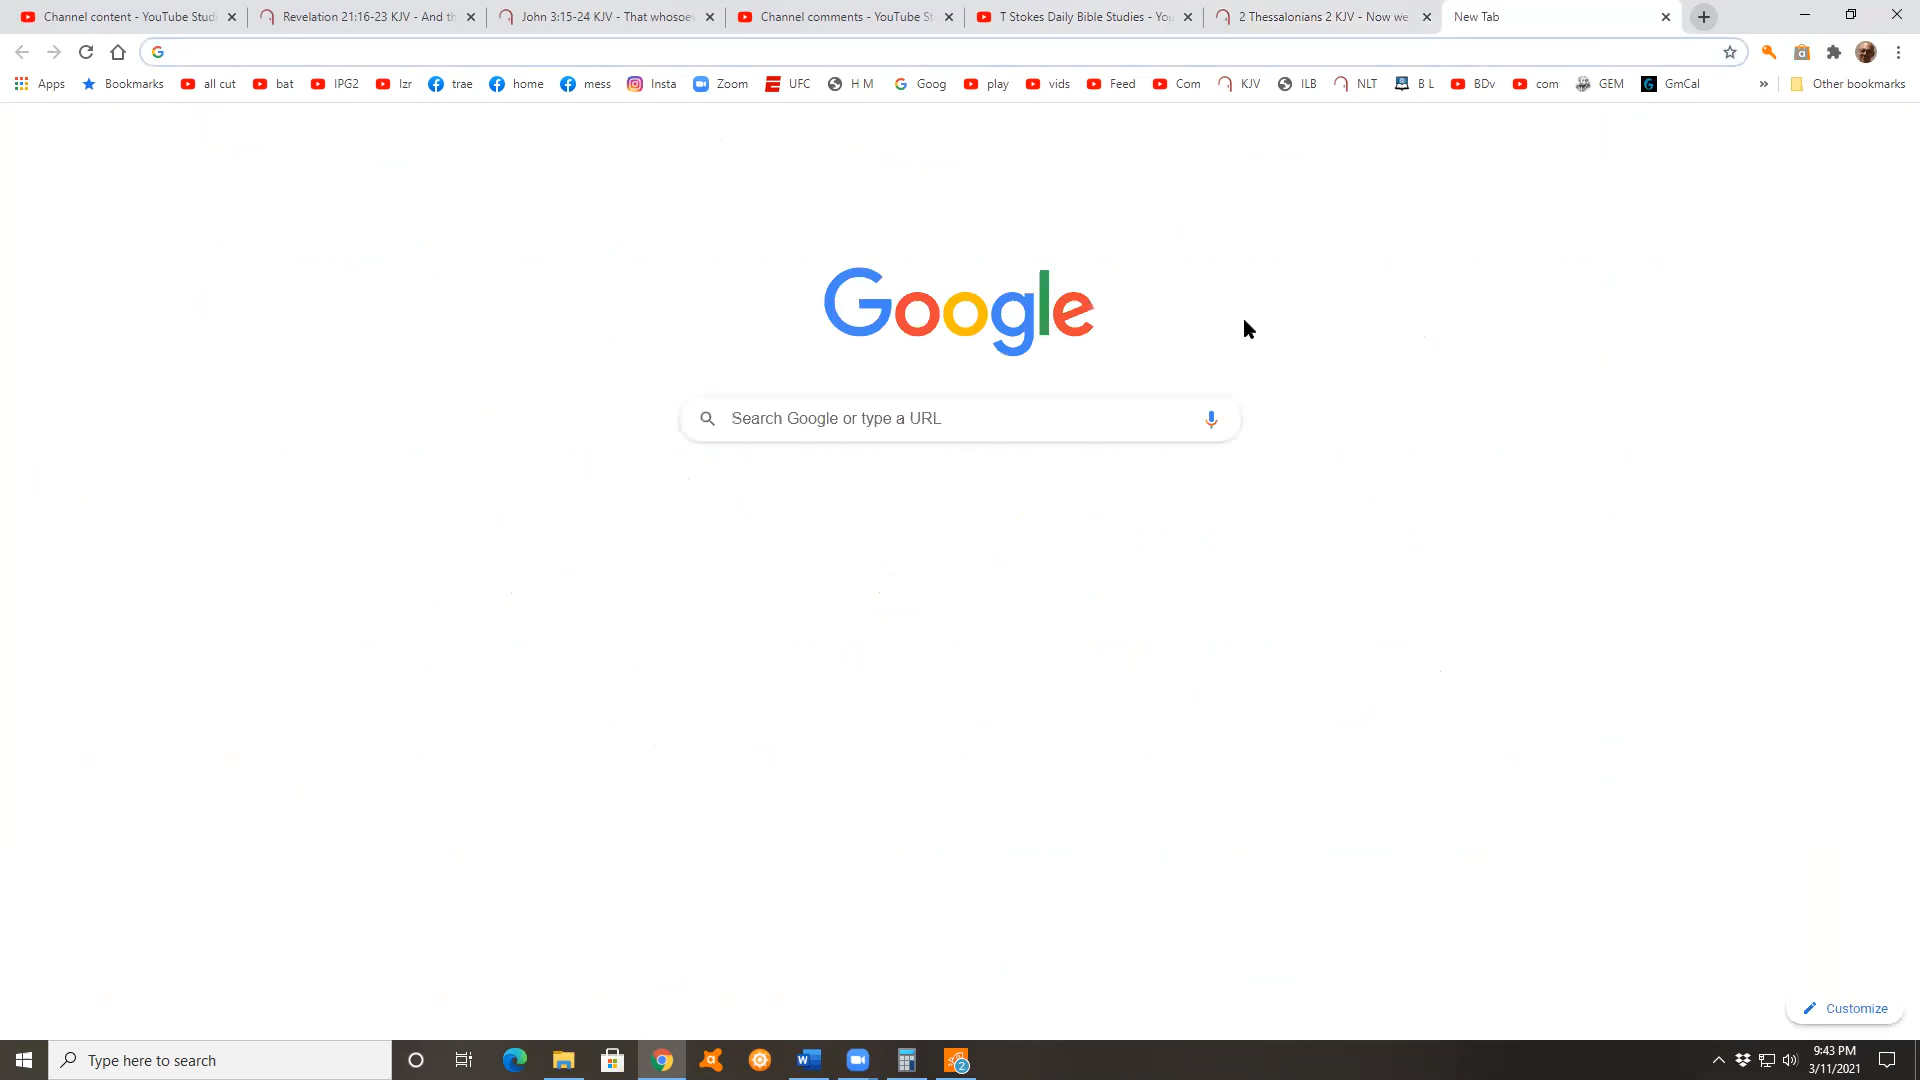 Channel content - YouTube Stud
Revelation 21:16-23 KJV - And th
John 3:15-24 KJV - That whosoev
Channel comments - YouTube St
T Stokes Daily Bible Studies - You
2 Thessalonians 2 KJV - Now we
New Tab
Apps
Bookmarks
all cut
bat
IPG2
lzr
trae
home
mess
Insta
Zoom
UFC
H M
Goog
play
vids
Feed
Com
KJV
ILB
NLT
B L
BDv
com
GEM
GmCal
»
Other bookmarks
Google
Search Google or type a URL
Customize
Type here to search
2
9:43 PM
3/11/2021